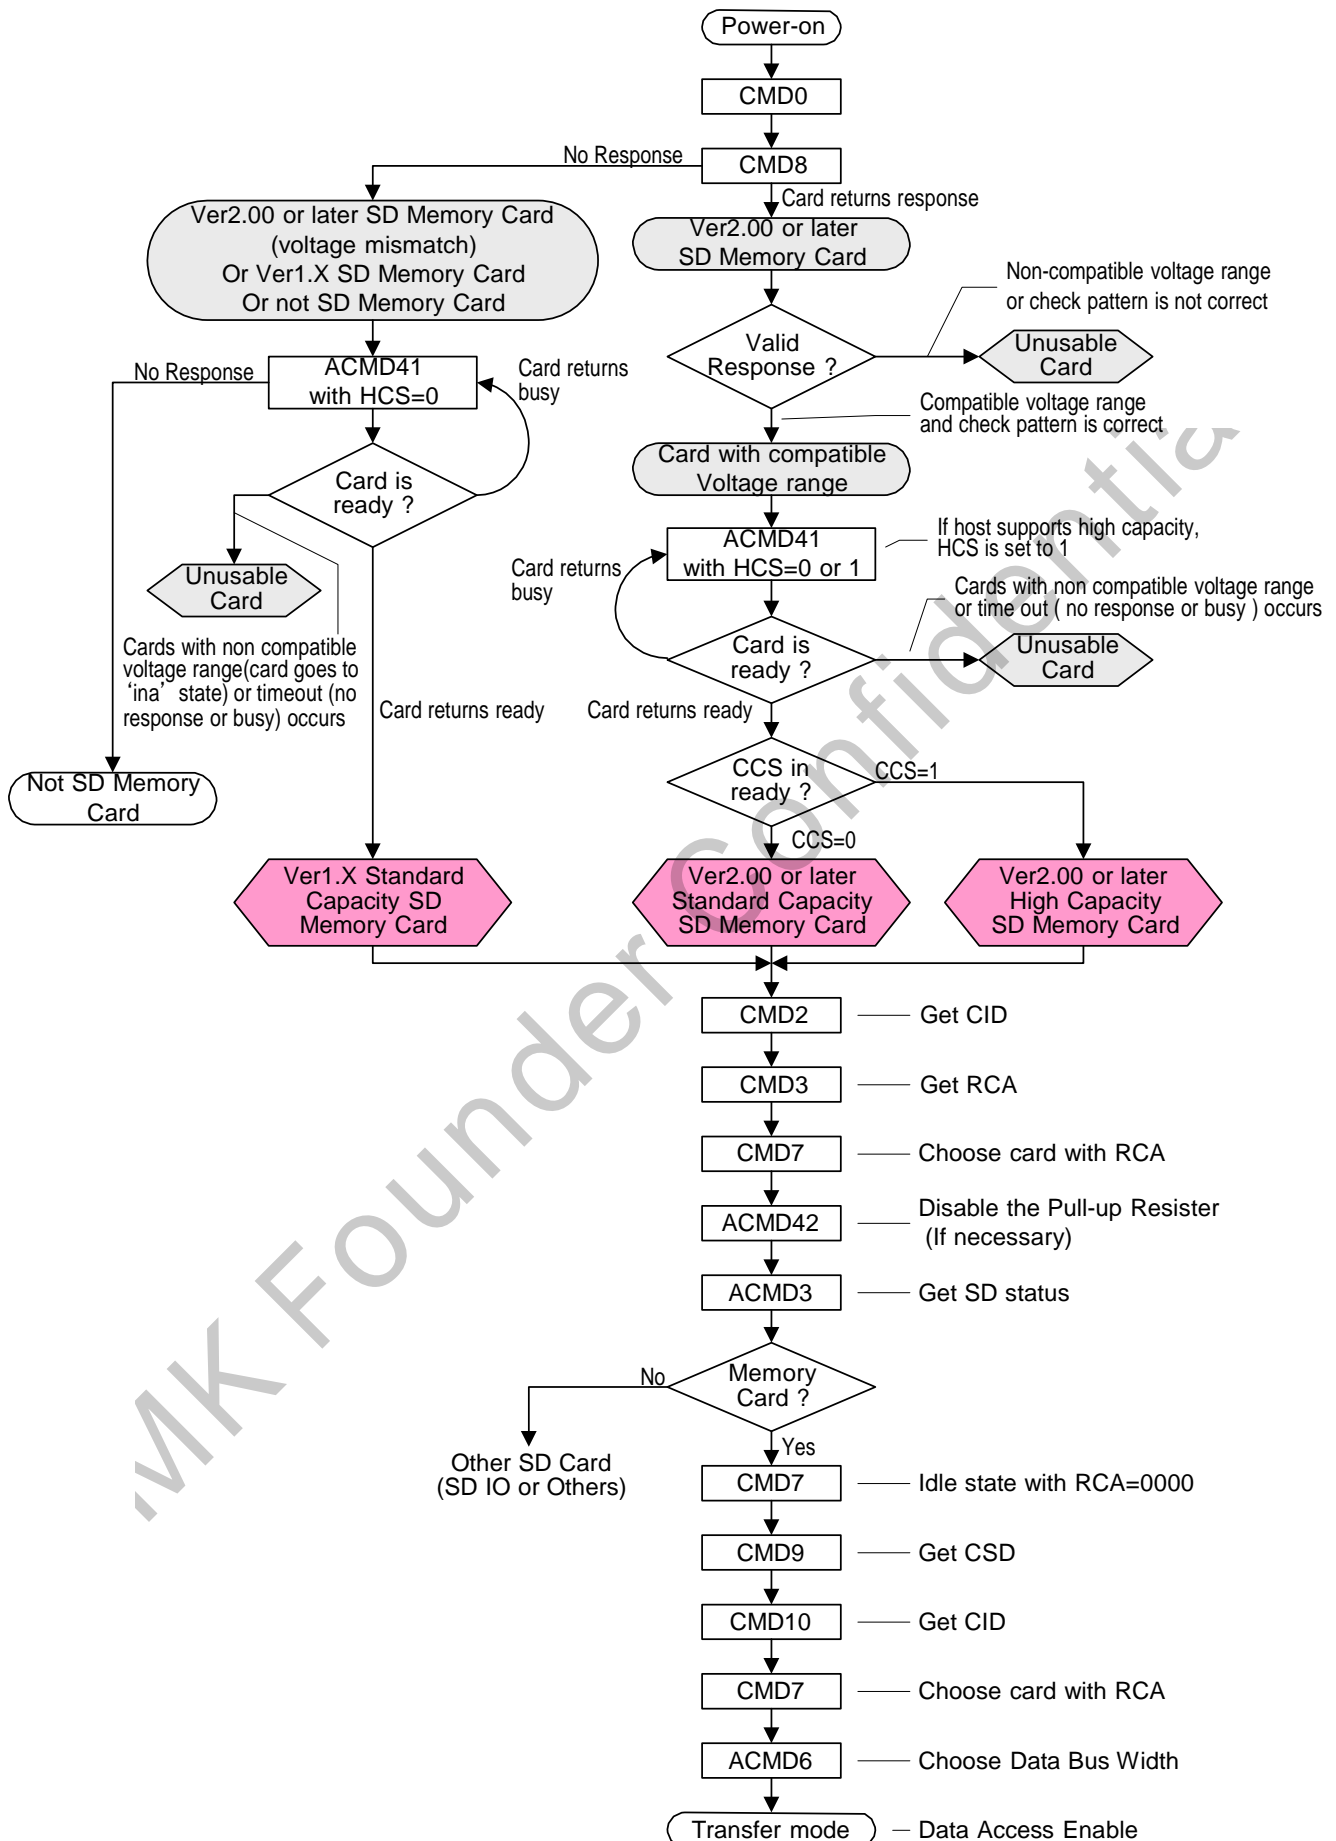 Power-on
CMD0
No Response
CMD8
Card returns response
Ver2.00 or later SD Memory Card
(voltage mismatch)
Or Ver1.X SD Memory Card
Or not SD Memory Card
Ver2.00 or later
SD Memory Card
Non-compatible voltage range
or check pattern is not correct
Valid
Response ?
Unusable
Card
No Response
ACMD41
with HCS=0
Card returns
busy
Compatible voltage range
and check pattern is correct
Card with compatible
Voltage range
Card is
ready ?
ACMD41
with HCS=0 or 1
If host supports high capacity,
HCS is set to 1
Card returns
busy
Unusable
Card
Cards with non compatible voltage range
or time out ( no response or busy ) occurs
Cards with non compatible
voltage range(card goes to
‘ina’ state) or timeout (no
response or busy) occurs
Card is
ready ?
Unusable
Card
Card returns ready
Card returns ready
CCS in
ready ?
CCS=1
Not SD Memory
Card
CCS=0
Ver1.X Standard
Capacity SD
Memory Card
Ver2.00 or later
Standard Capacity
SD Memory Card
Ver2.00 or later
High Capacity
SD Memory Card
CMD2
Get CID
CMD3
Get RCA
CMD7
Choose card with RCA
ACMD42
Disable the Pull-up Resister
(If necessary)
ACMD3
Get SD status
Memory
Card ?
No
Yes
Other SD Card
(SD IO or Others)
CMD7
Idle state with RCA=0000
CMD9
Get CSD
CMD10
Get CID
CMD7
Choose card with RCA
ACMD6
Choose Data Bus Width
Transfer mode
Data Access Enable
MK Founder Confidentia